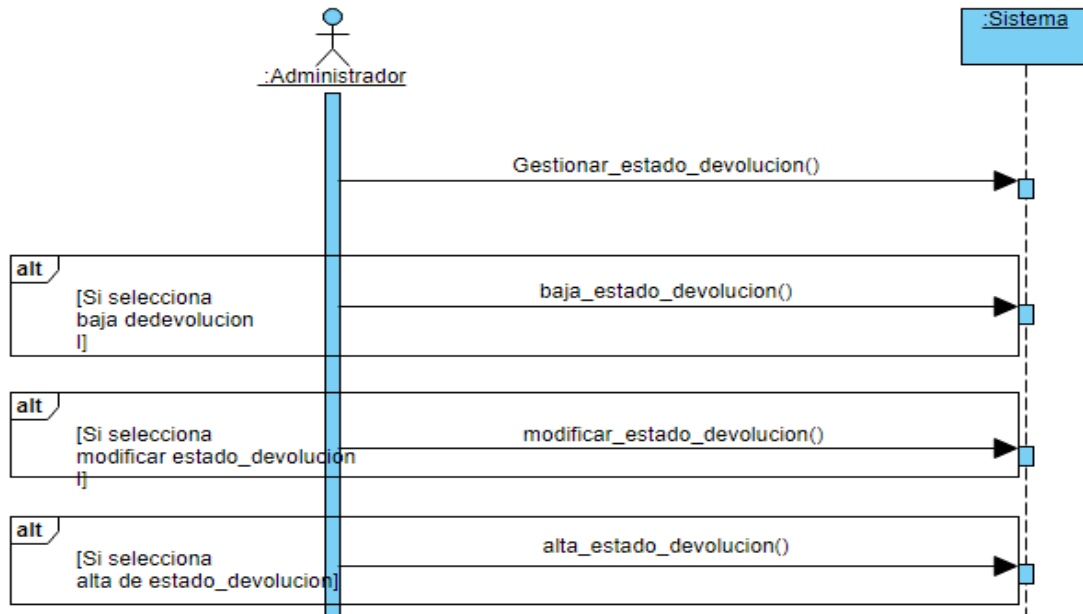 :Sistema
:Administrador
Gestionar_estado_devolucion()
alt
[Si selecciona
baja dedevolucion
l]
baja_estado_devolucion()
alt
[Si selecciona
modificar estado_devolucion
l]
modificar_estado_devolucion()
alt
[Si selecciona
alta de estado_devolucion]
alta_estado_devolucion()